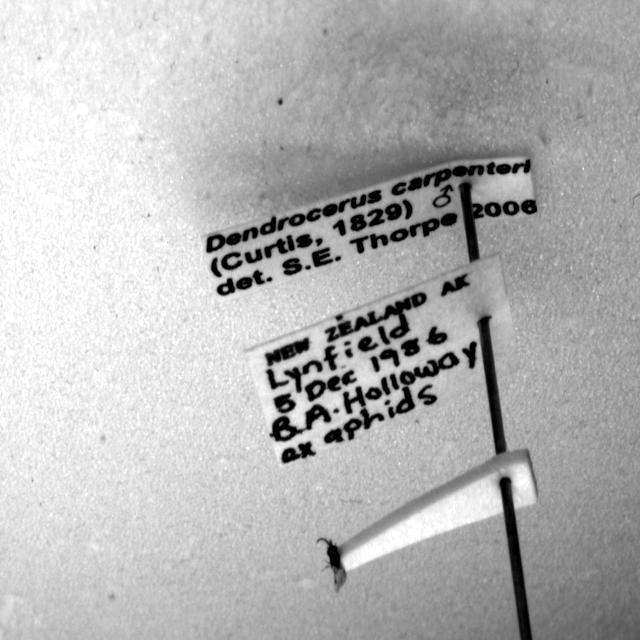 Dendrocerus carpenteri
(Curtis, 1829) ♂
det. S.E. Thorpe 2006
NEW ZEALAND AK
Lynfield
5 Dec 1986
B.A. Holloway
ex aphids